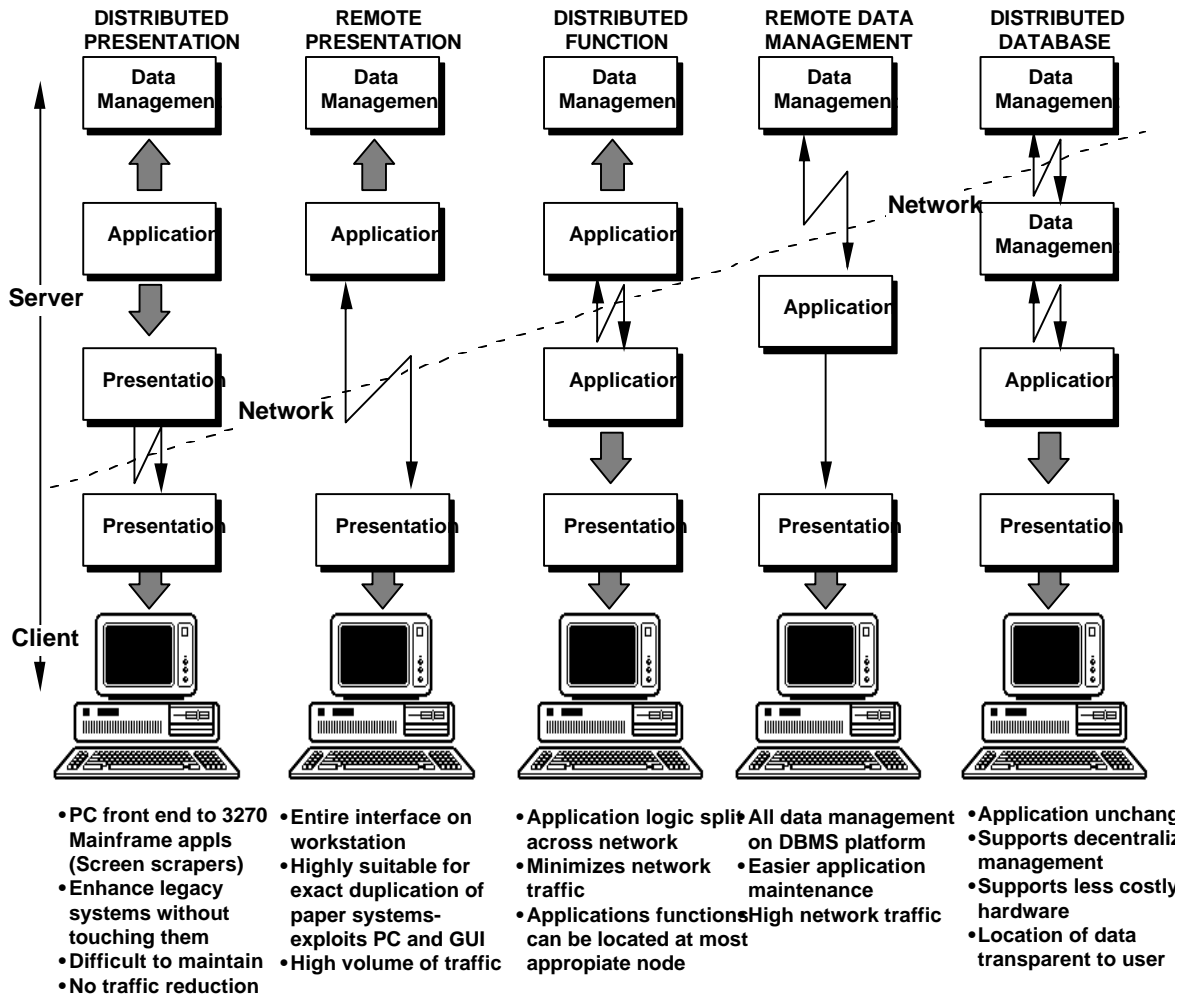 DISTRIBUTED
PRESENTATION
REMOTE
PRESENTATION
DISTRIBUTED
FUNCTION
REMOTE DATA
MANAGEMENT
DISTRIBUTED
DATABASE
Data
Management
Data
Management
Data
Management
Data
Management
Data
Management
Network
Application
Application
Application
Data
Management
Server
Application
Presentation
Application
Application
Network
Presentation
Presentation
Presentation
Presentation
Presentation
Client
•PC front end to 3270
Mainframe appls
(Screen scrapers)
•Enhance legacy
systems without
touching them
•Difficult to maintain
•No traffic reduction
•Entire interface on
workstation
•Highly suitable for
exact duplication of
paper systems-
exploits PC and GUI
•High volume of traffic
•Application logic split
across network
•Minimizes network
traffic
•Applications functions
can be located at most
appropiate node
•All data management
on DBMS platform
•Easier application
maintenance
•High network traffic
•Application unchang
•Supports decentraliz
management
•Supports less costly
hardware
•Location of data
transparent to user